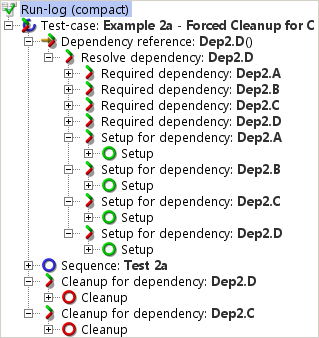 Run-log (compact)
Test-case: Example 2a - Forced Cleanup for C
Dependency reference: Dep2.D()
Resolve dependency: Dep2.D
Required dependency: Dep2.A
Required dependency: Dep2.B
Required dependency: Dep2.C
Required dependency: Dep2.D
Setup for dependency: Dep2.A
Setup
Setup for dependency: Dep2.B
Setup
Setup for dependency: Dep2.C
Setup
Setup for dependency: Dep2.D
Setup
Sequence: Test 2a
Cleanup for dependency: Dep2.D
Cleanup
Cleanup for dependency: Dep2.C
Cleanup